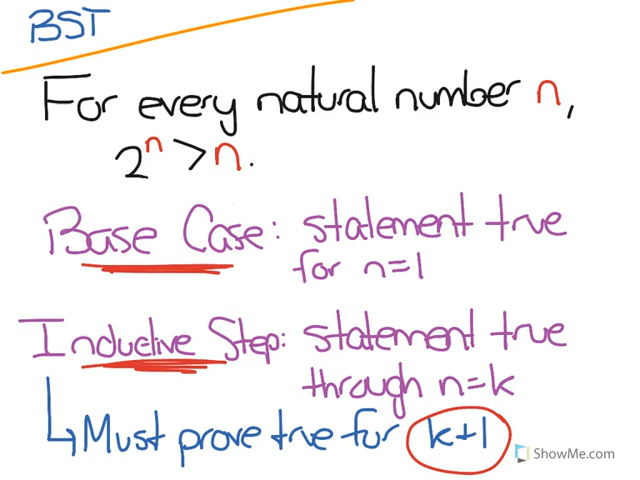 BST
For every natural number n,
2ⁿ > n.
Base Case: statement true
for n=1
Inductive Step: statement true
through n=k
↳ Must prove true for k+1
ShowMe.com